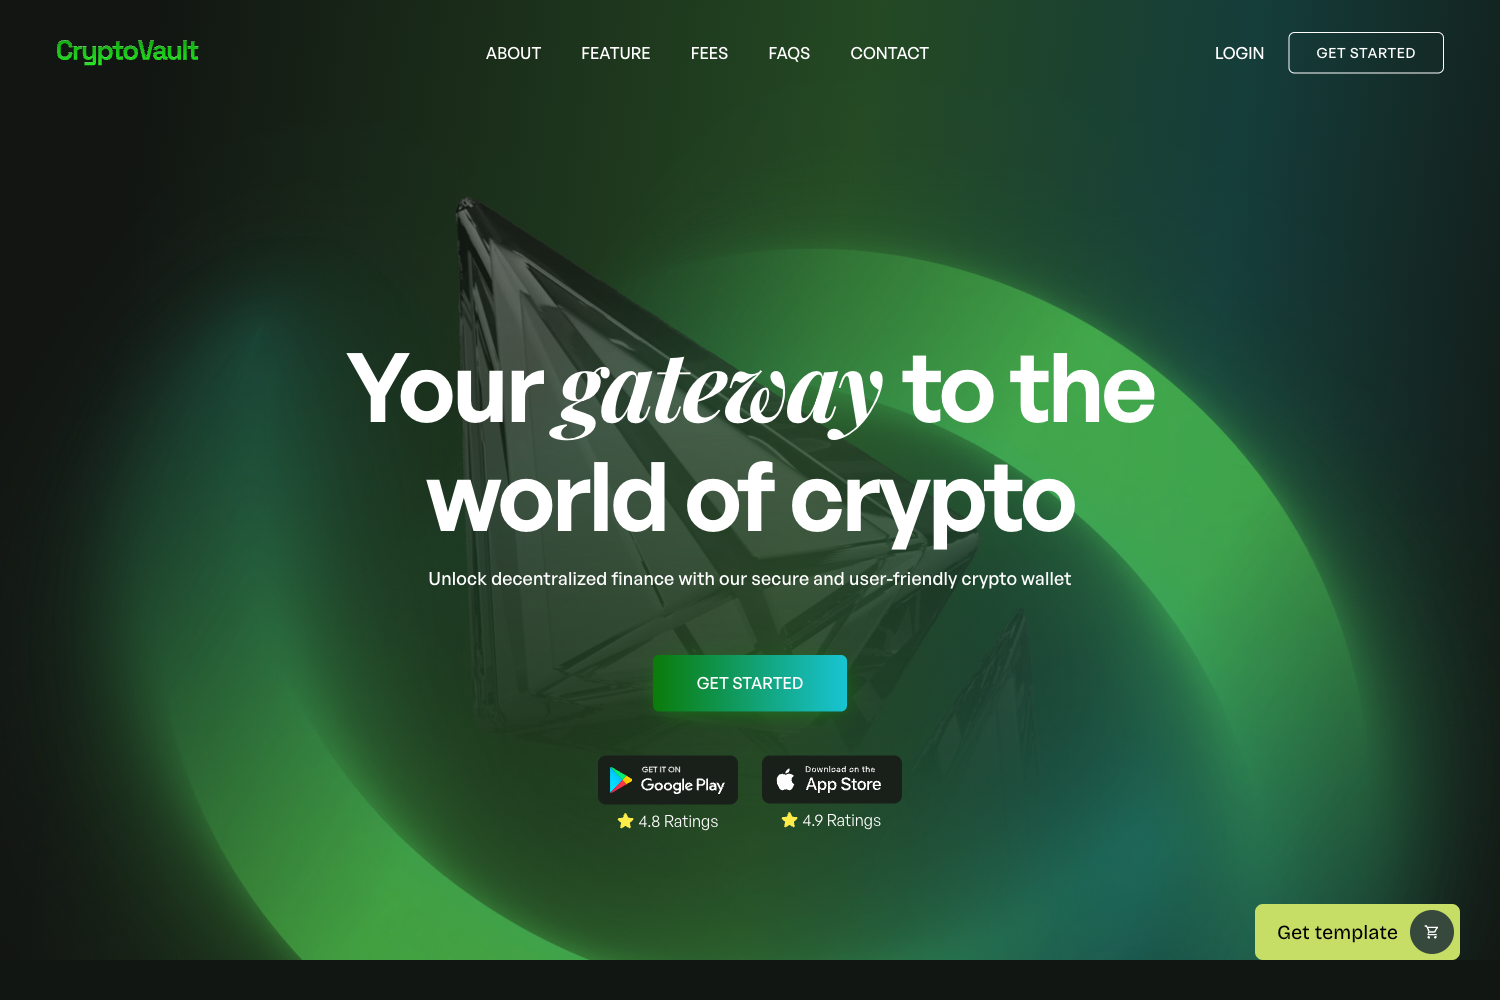 CryptoVault
ABOUT
FEATURE
FEES
FAQS
CONTACT
LOGIN
GET STARTED
Your gateway to the
world of crypto
Unlock decentralized finance with our secure and user-friendly crypto wallet
GET STARTED
GET IT ON
Google Play
Download on the
App Store
4.8 Ratings
4.9 Ratings
Get template